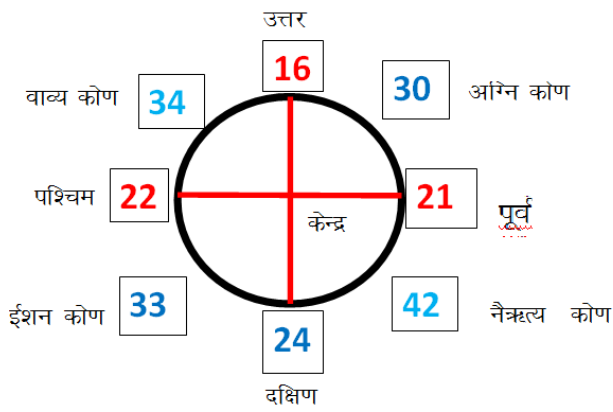 उत्तर
16
34
30
वाव्य कोण
अग्नि कोण
पश्चिम
22
21
पूर्व
केन्द्र
ईशन कोण
33
42
नैऋत्य कोण
24
दक्षिण